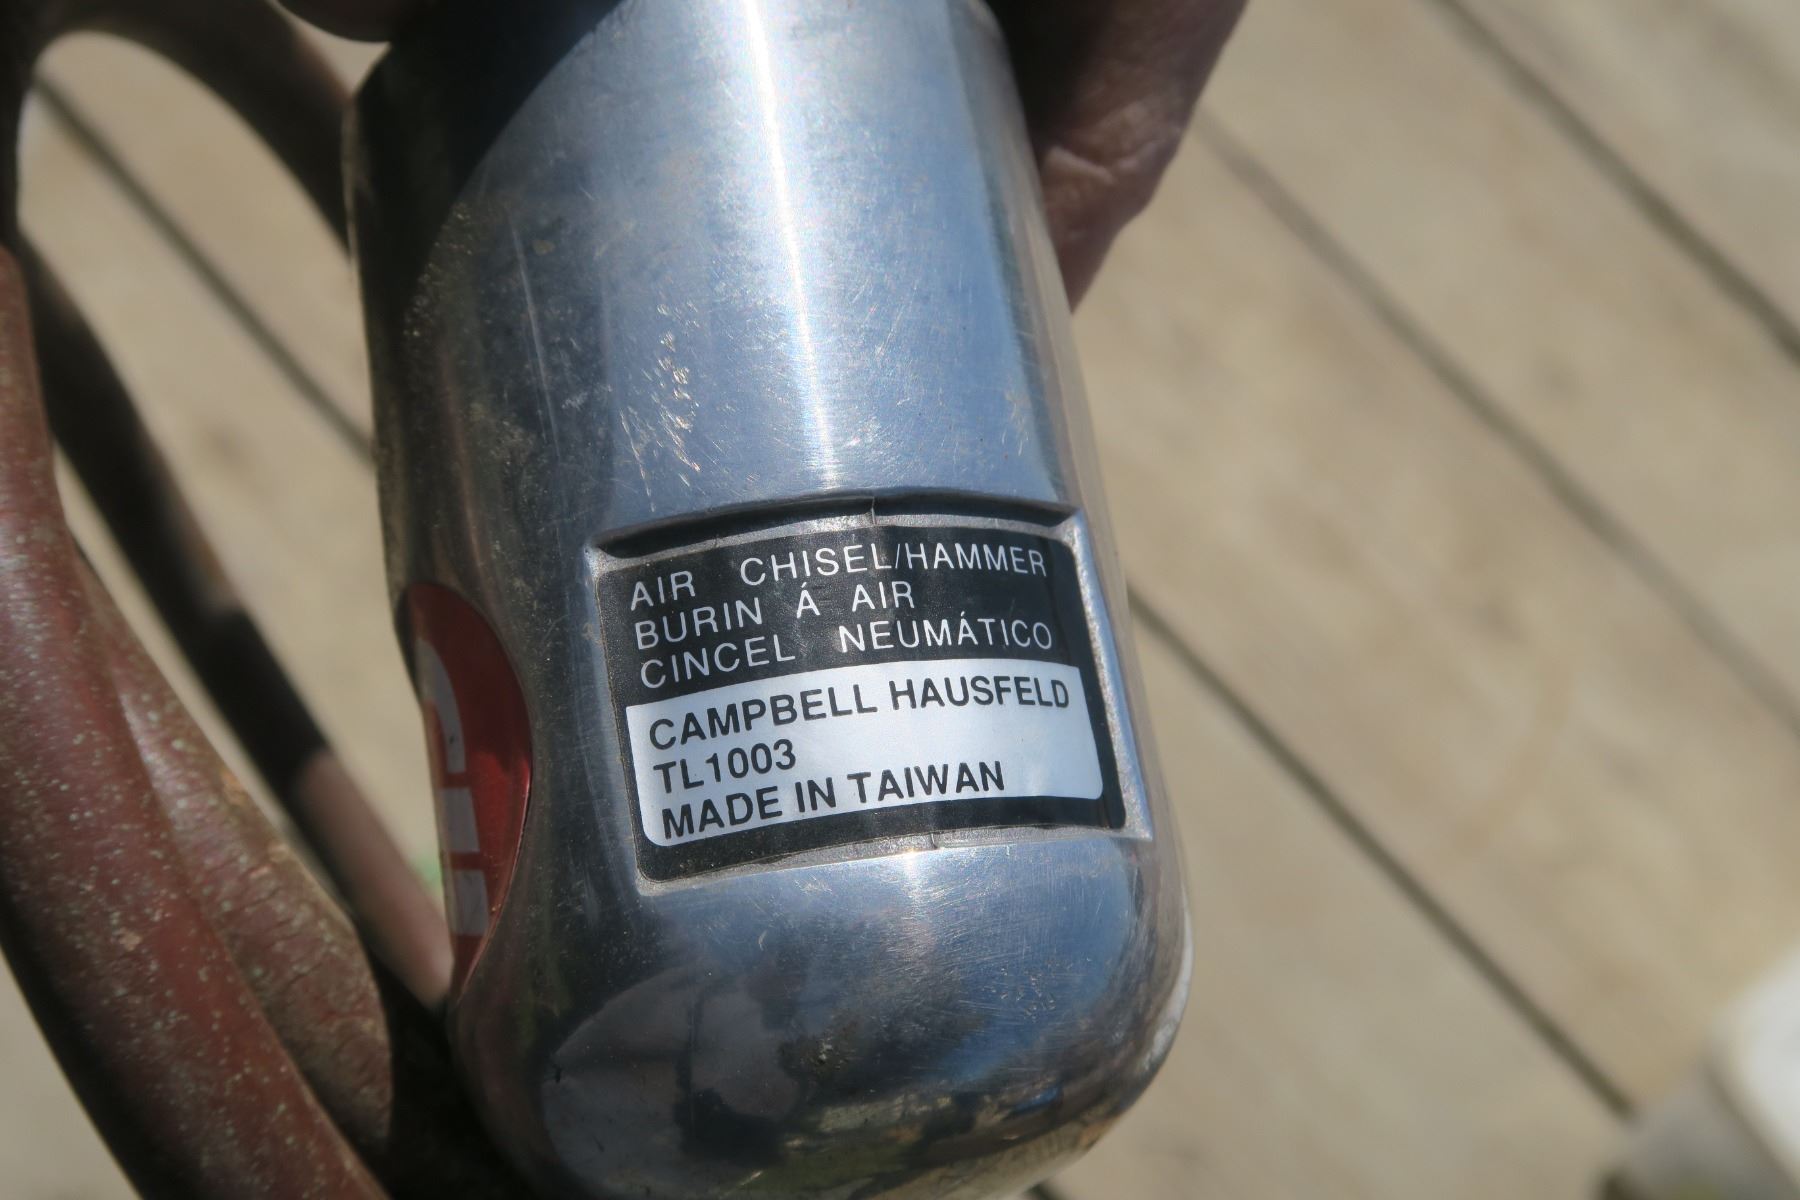 AIR CHISEL/HAMMER
BURIN Á AIR
CINCEL NEUMÁTICO
CAMPBELL HAUSFELD
TL1003
MADE IN TAIWAN